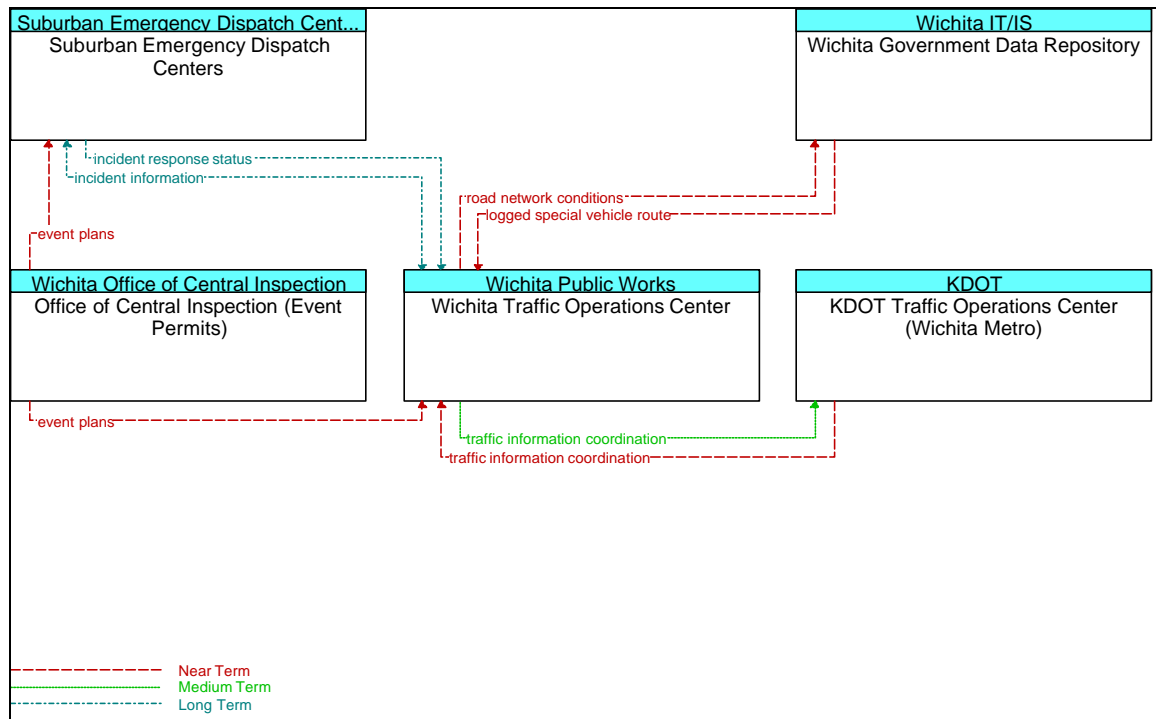 Suburban Emergency Dispatch Cent...
Suburban Emergency Dispatch
Centers
Wichita IT/IS
Wichita Government Data Repository
incident response status
incident information
road network conditions
logged special vehicle route
event plans
Wichita Office of Central Inspection
Office of Central Inspection (Event
Permits)
Wichita Public Works
Wichita Traffic Operations Center
KDOT
KDOT Traffic Operations Center
(Wichita Metro)
event plans
traffic information coordination
traffic information coordination
Near Term
Medium Term
Long Term